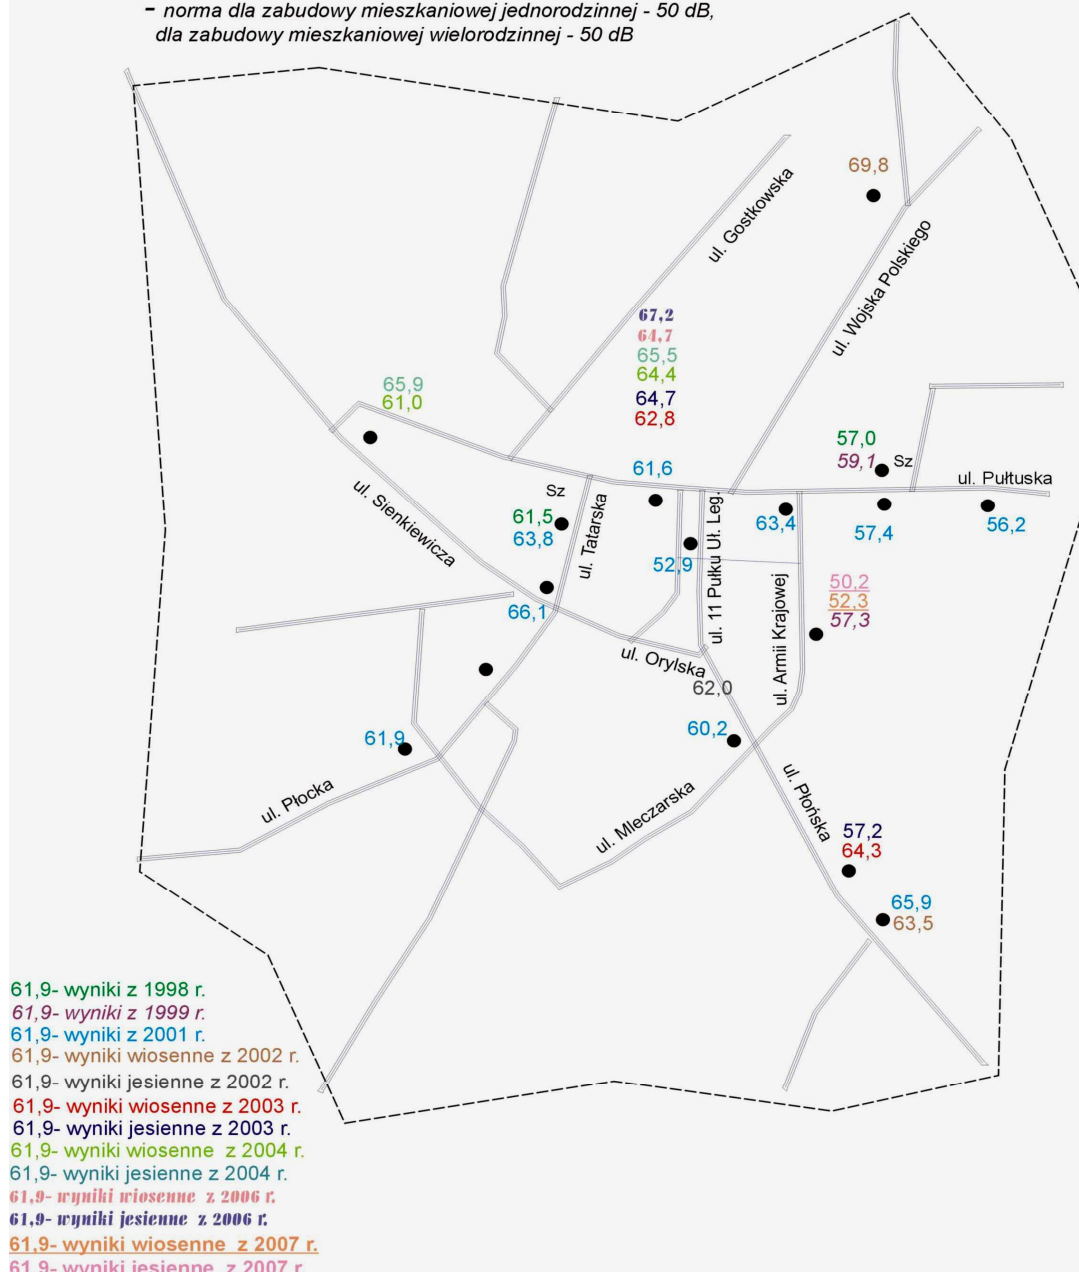 - norma dla zabudowy mieszkaniowej jednorodzinnej - 50 dB,
dla zabudowy mieszkaniowej wielorodzinnej - 50 dB
69,8
ul. Gostkowska
ul. Wojska Polskiego
67,2
64,7
65,5
64,4
64,7
62,8
65,9
61,0
57,0
59,1
Sz
61,6
ul. Pułtuska
ul. Sienkiewicza
Sz
61,5
63,8
ul. Tatarska
63,4
57,4
56,2
52,9
ul. 11 Pułku Uł. Leg.
50,2
52,3
57,3
ul. Armii Krajowej
66,1
ul. Orylska
62,0
60,2
61,9
ul. Płocka
ul. Mleczarska
ul. Płońska
57,2
64,3
65,9
63,5
61,9- wyniki z 1998 r.
61,9- wyniki z 1999 r.
61,9- wyniki z 2001 r.
61,9- wyniki wiosenne z 2002 r.
61,9- wyniki jesienne z 2002 r.
61,9- wyniki wiosenne z 2003 r.
61,9- wyniki jesienne z 2003 r.
61,9- wyniki wiosenne z 2004 r.
61,9- wyniki jesienne z 2004 r.
61,9- wyniki wiosenne z 2006 r.
61,9- wyniki jesienne z 2006 r.
61,9- wyniki wiosenne z 2007 r.
61,9- wyniki jesienne z 2007 r.